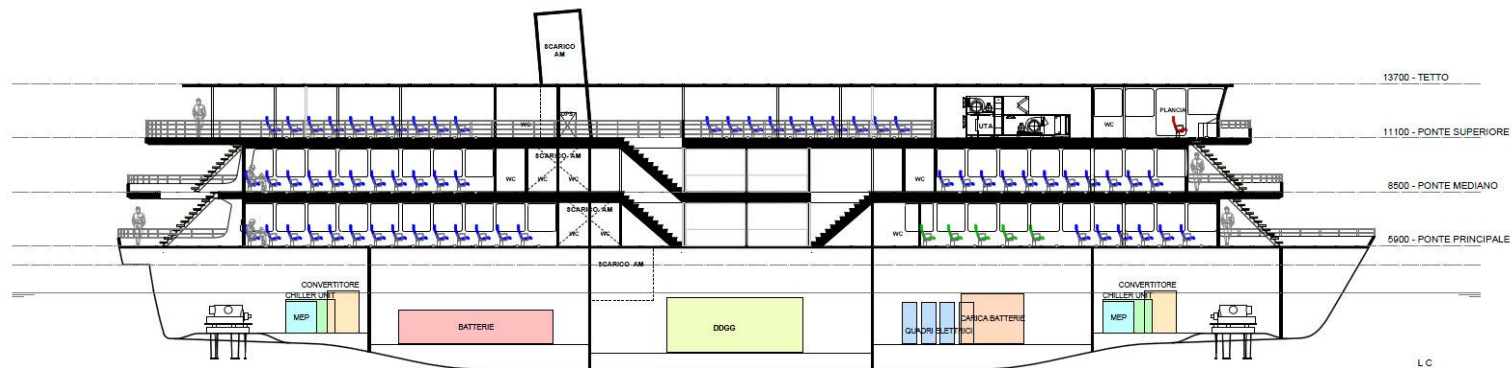 SCARICO
AM
13700 - TETTO
PLANCIA
WC
UPS
UTA
WC
11100 - PONTE SUPERIORE
SCARICO AM
WC
WC
WC
WC
8500 - PONTE MEDIANO
SCARICO AM
WC
WC
WC
5900 - PONTE PRINCIPALE
SCARICO AM
CONVERTITORE
CHILLER UNIT
MEP
BATTERIE
DDGG
QUADRI ELETTRICI
CARICA BATTERIE
CONVERTITORE
CHILLER UNIT
MEP
L C